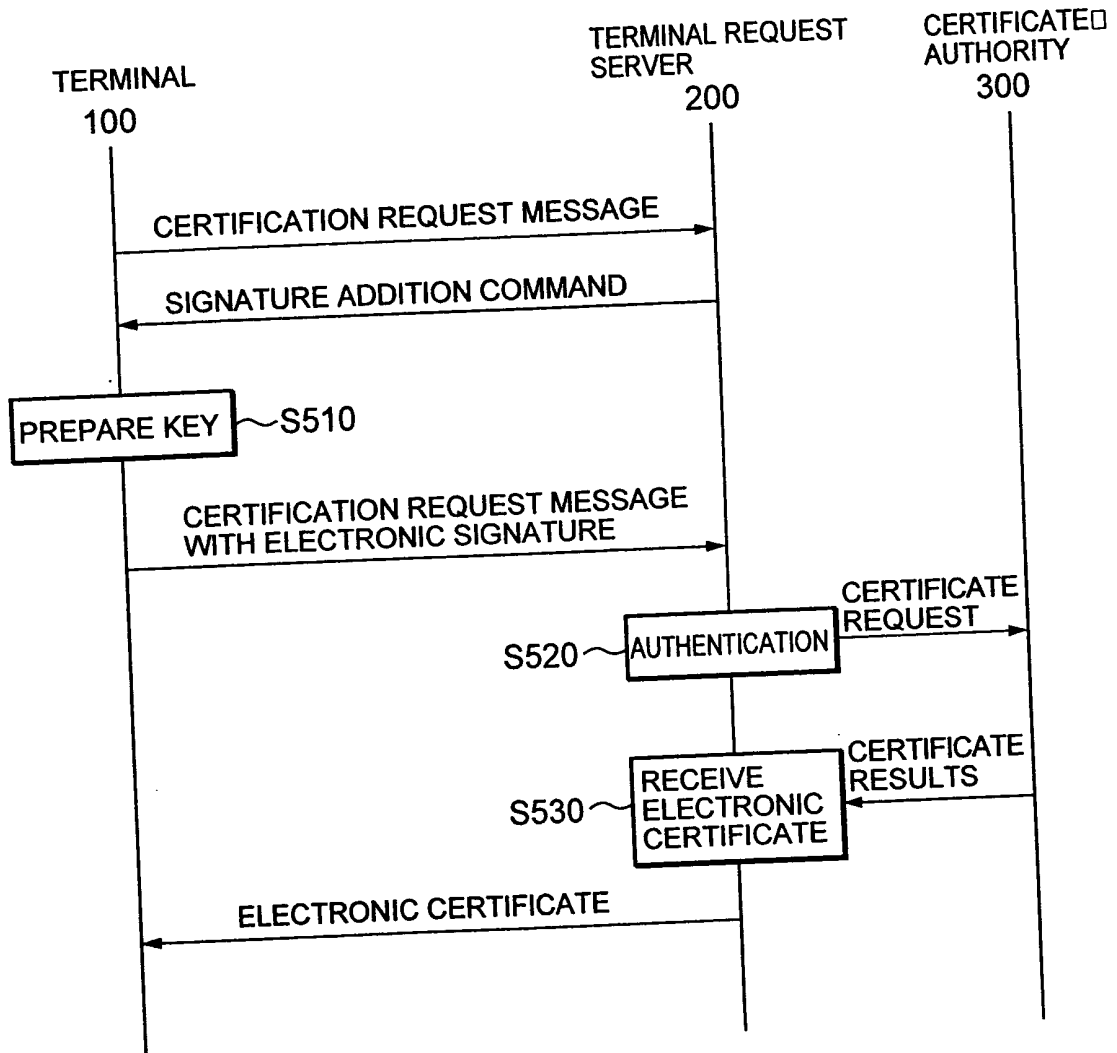 TERMINAL
100
TERMINAL REQUEST
SERVER
200
CERTIFICATE□
AUTHORITY
300
CERTIFICATION REQUEST MESSAGE
SIGNATURE ADDITION COMMAND
PREPARE KEY
S510
CERTIFICATION REQUEST MESSAGE
WITH ELECTRONIC SIGNATURE
CERTIFICATE
REQUEST
S520
AUTHENTICATION
CERTIFICATE
RESULTS
S530
RECEIVE
ELECTRONIC
CERTIFICATE
ELECTRONIC CERTIFICATE